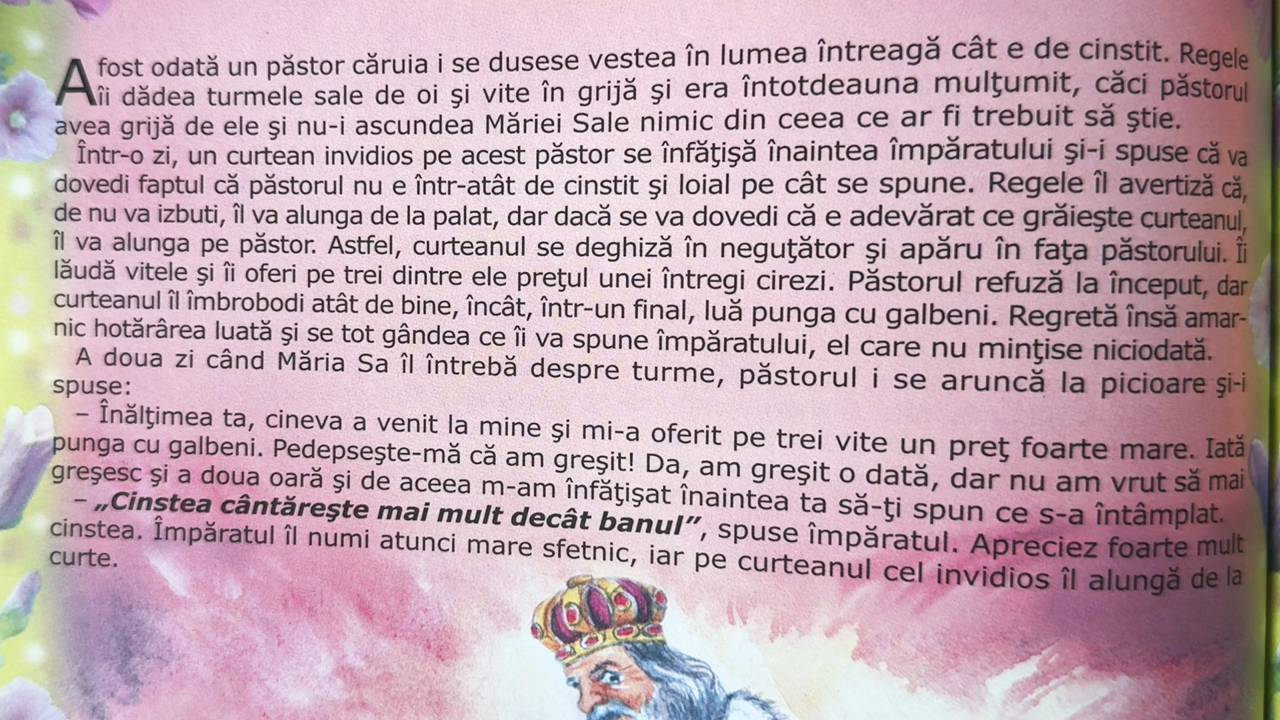 A fost odată un păstor căruia i se dusese vestea în lumea întreagă cât e de cinstit. Regele
îi dădea turmele sale de oi şi vite în grijă şi era întotdeauna mulţumit, căci păstorul
avea grijă de ele şi nu-i ascundea Măriei Sale nimic din ceea ce ar fi trebuit să ştie.
Într-o zi, un curtean invidios pe acest păstor se înfăţişă înaintea împăratului şi-i spuse că va
dovedi faptul că păstorul nu e într-atât de cinstit şi loial pe cât se spune. Regele îl avertiză că,
de nu va izbuti, îl va alunga de la palat, dar dacă se va dovedi că e adevărat ce grăieşte curteanul,
îl va alunga pe păstor. Astfel, curteanul se deghiză în neguţător şi apăru în faţa păstorului. Îi
lăudă vitele şi îi oferi pe trei dintre ele preţul unei întregi cirezi. Păstorul refuză la început, dar
curteanul îl îmbrobodi atât de bine, încât, într-un final, luă punga cu galbeni. Regretă însă amar-
nic hotărârea luată şi se tot gândea ce îi va spune împăratului, el care nu minţise niciodată.
A doua zi când Măria Sa îl întrebă despre turme, păstorul i se aruncă la picioare şi-i
spuse:
– Înălţimea ta, cineva a venit la mine şi mi-a oferit pe trei vite un preţ foarte mare. Iată
punga cu galbeni. Pedepseşte-mă că am greşit! Da, am greşit o dată, dar nu am vrut să mai
greşesc şi a doua oară şi de aceea m-am înfăţişat înaintea ta să-ţi spun ce s-a întâmplat.
– „Cinstea cântăreşte mai mult decât banul”, spuse împăratul. Apreciez foarte mult
cinstea. Împăratul îl numi atunci mare sfetnic, iar pe curteanul cel invidios îl alungă de la
curte.